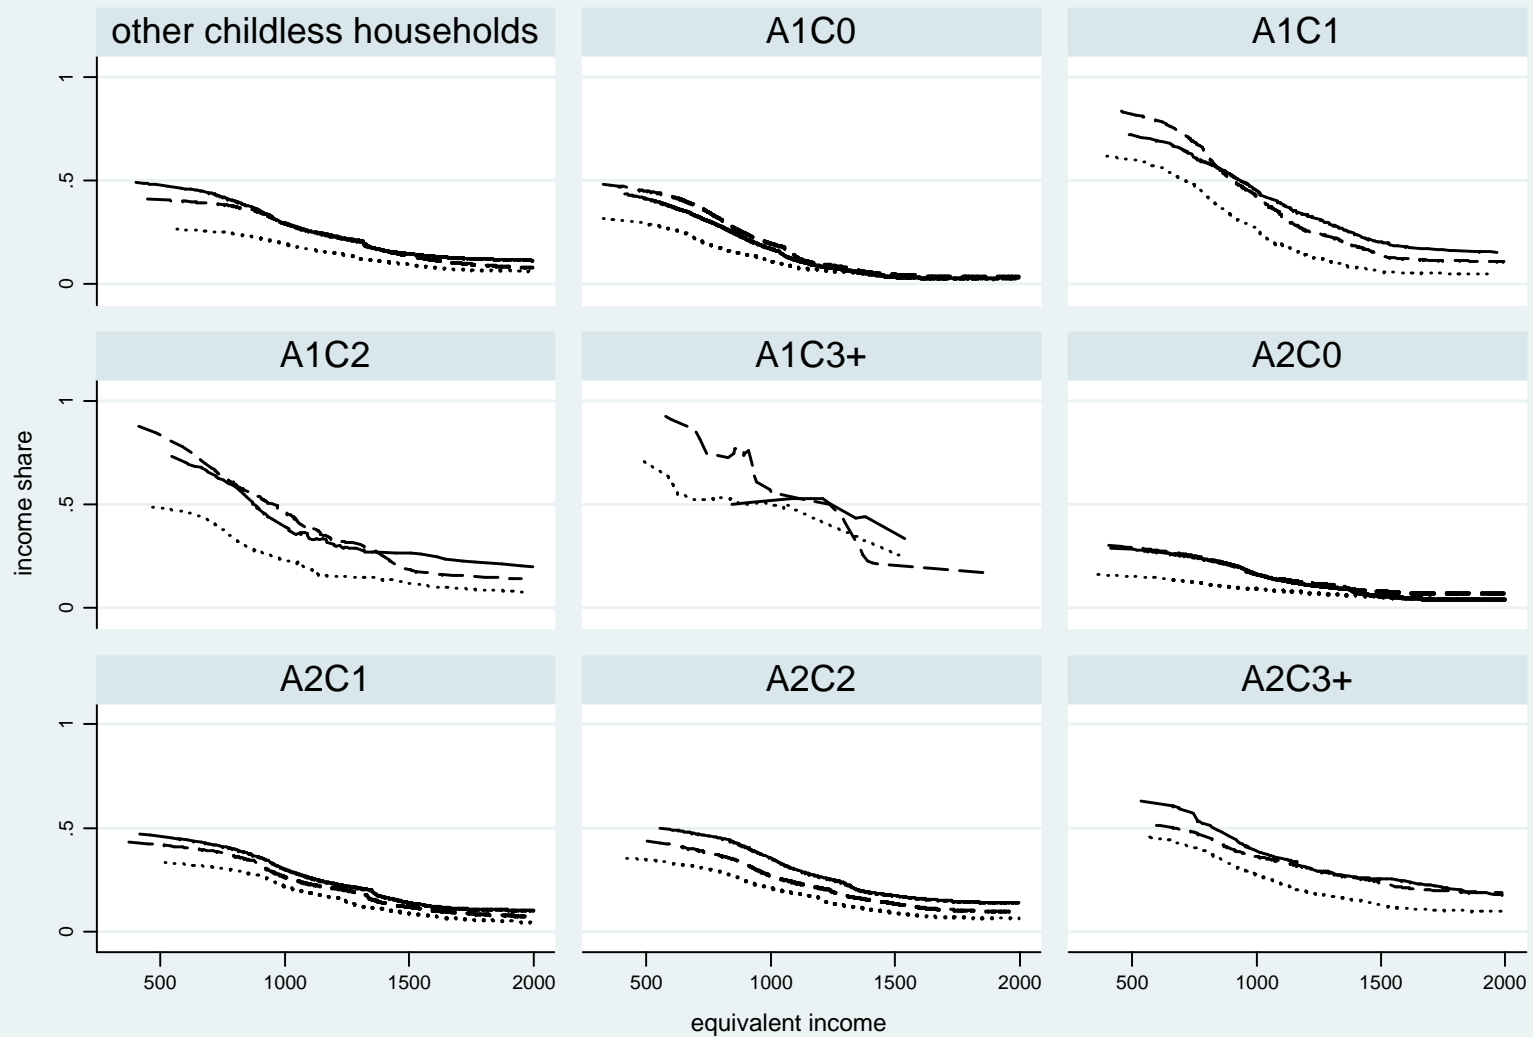 other childless households
A1C0
A1C1
1
.5
0
A1C2
A1C3+
A2C0
1
.5
0
income share
A2C1
A2C2
A2C3+
1
.5
0
500 1000 1500 2000
500 1000 1500 2000
500 1000 1500 2000
equivalent income